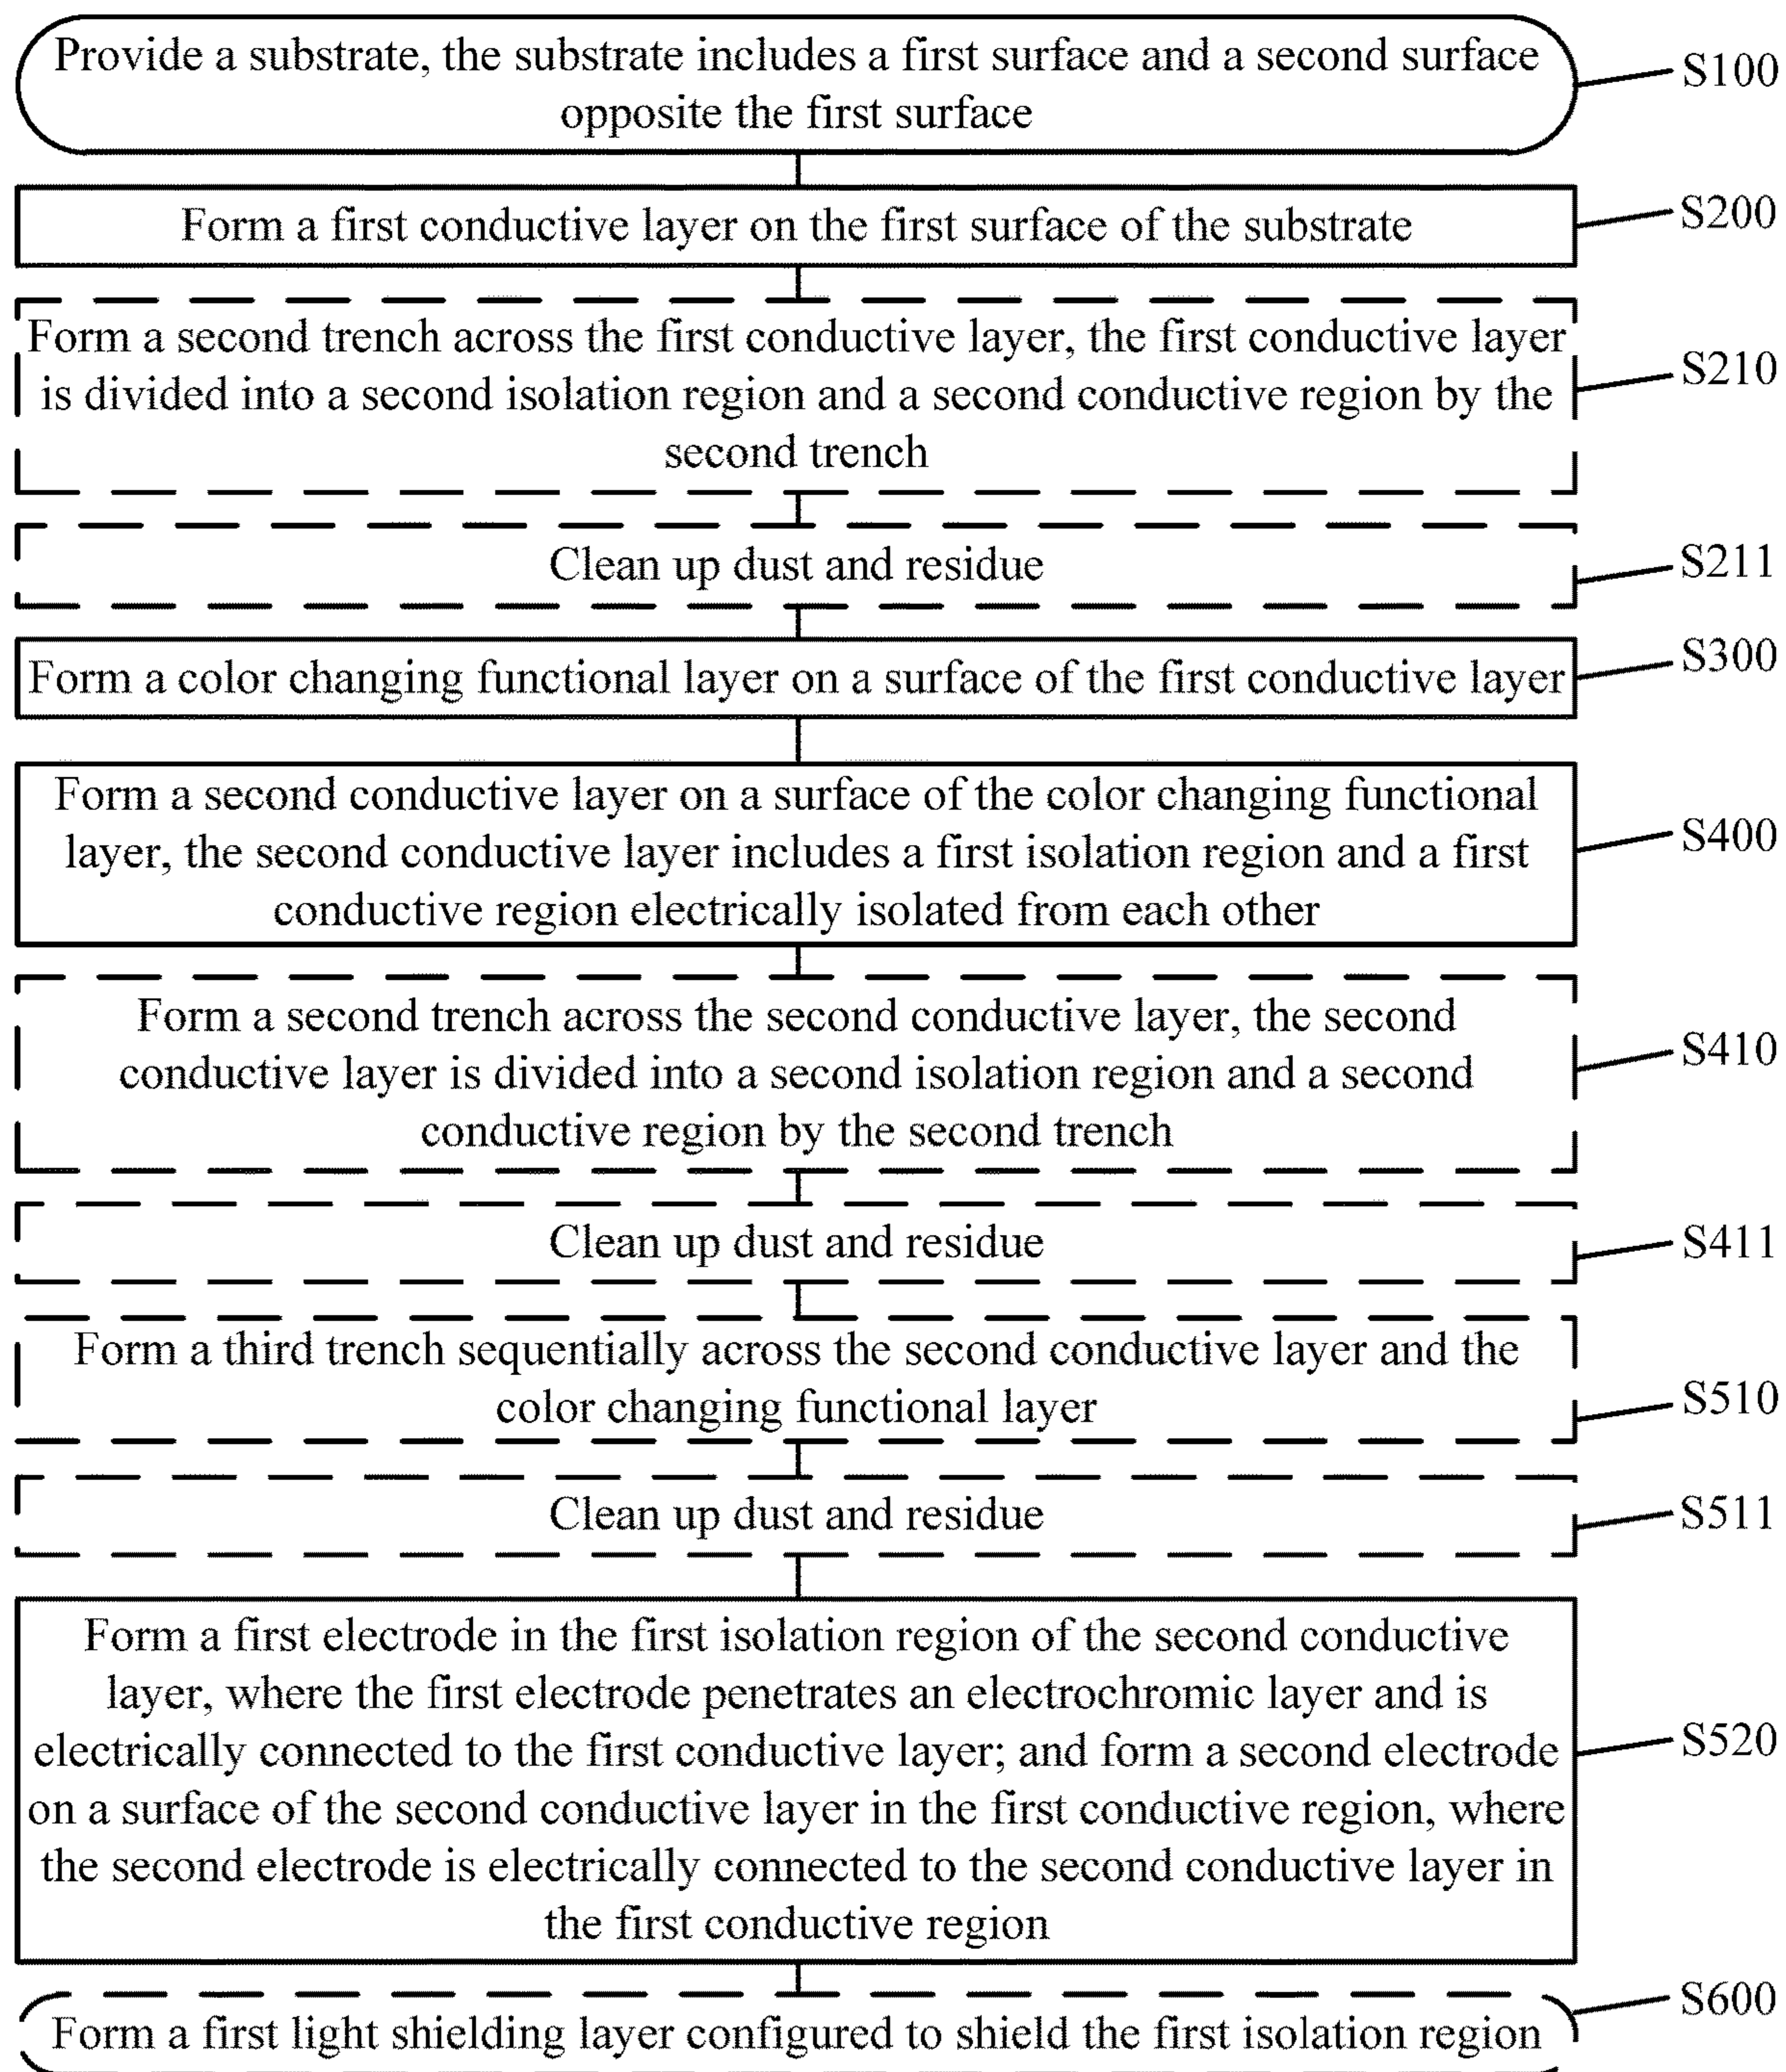 Provide a substrate, the substrate includes a first surface and a second surface
opposite the first surface
S100
Form a first conductive layer on the first surface of the substrate
S200
Form a second trench across the first conductive layer, the first conductive layer
is divided into a second isolation region and a second conductive region by the
second trench
S210
Clean up dust and residue
S211
Form a color changing functional layer on a surface of the first conductive layer
S300
Form a second conductive layer on a surface of the color changing functional
layer, the second conductive layer includes a first isolation region and a first
conductive region electrically isolated from each other
S400
Form a second trench across the second conductive layer, the second
conductive layer is divided into a second isolation region and a second
conductive region by the second trench
S410
Clean up dust and residue
S411
Form a third trench sequentially across the second conductive layer and the
color changing functional layer
S510
Clean up dust and residue
S511
Form a first electrode in the first isolation region of the second conductive
layer, where the first electrode penetrates an electrochromic layer and is
electrically connected to the first conductive layer; and form a second electrode
on a surface of the second conductive layer in the first conductive region, where
the second electrode is electrically connected to the second conductive layer in
the first conductive region
S520
Form a first light shielding layer configured to shield the first isolation region
S600